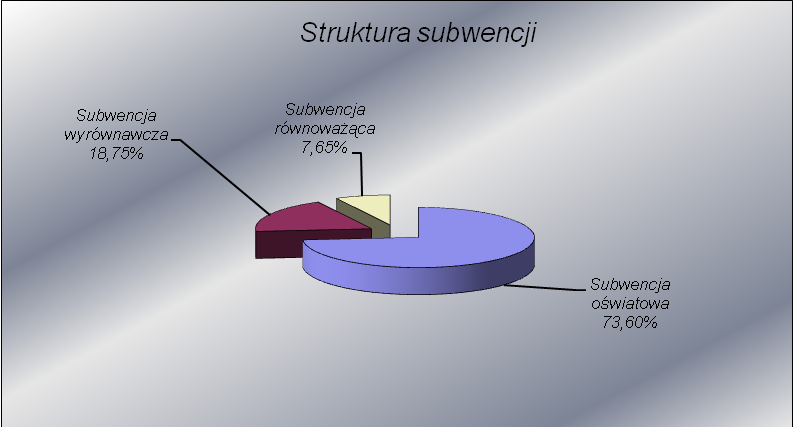 Struktura subwencji
Subwencja
wyrównawcza
18,75%
Subwencja
równoważąca
7,65%
Subwencja
oświatowa
73,60%